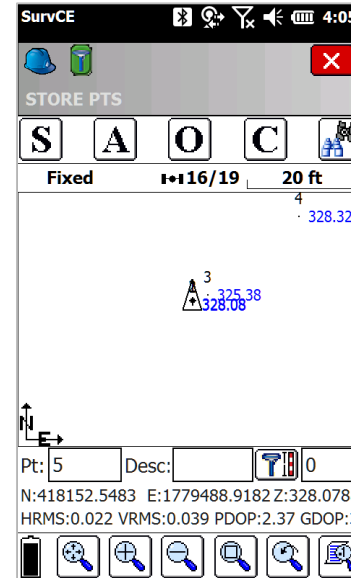 SurvCE 4:05
STORE PTS
S A O C
Fixed 16/19 20 ft
4
328.32
3
325.38
328.08
N
E
Pt: 5 Desc: 0
N:418152.5483 E:1779488.9182 Z:328.078
HRMS:0.022 VRMS:0.039 PDOP:2.37 GDOP: